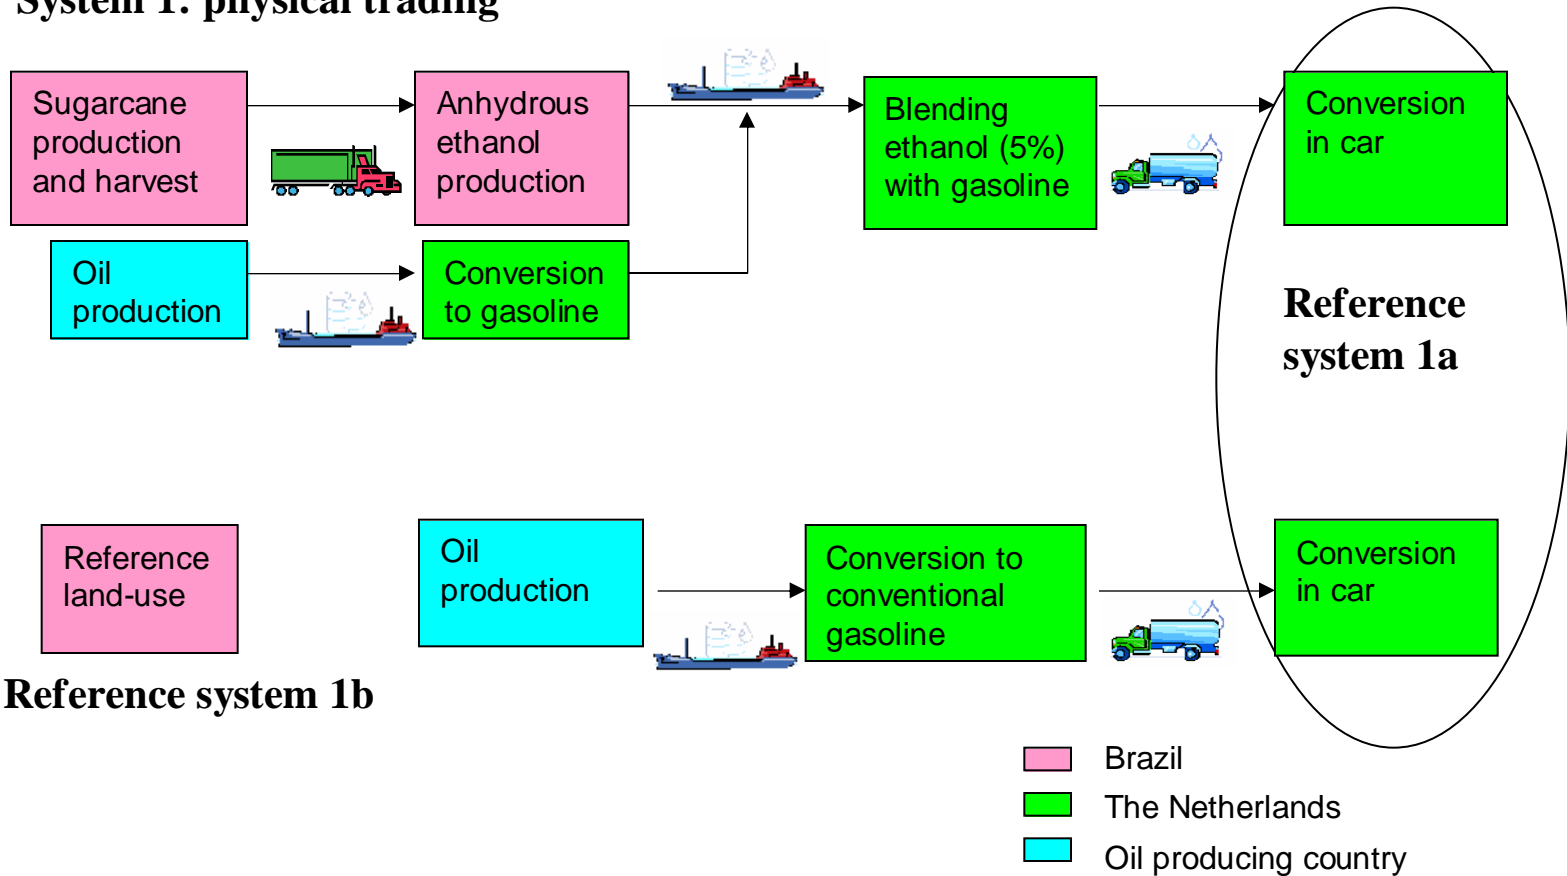 System 1: physical trading
Sugarcane
production
and harvest
Anhydrous
ethanol
production
Blending
ethanol (5%)
with gasoline
Conversion
in car
Oil
production
Conversion
to gasoline
Reference
system 1a
Reference
land-use
Oil
production
Conversion to
conventional
gasoline
Conversion
in car
Reference system 1b
Brazil
The Netherlands
Oil producing country